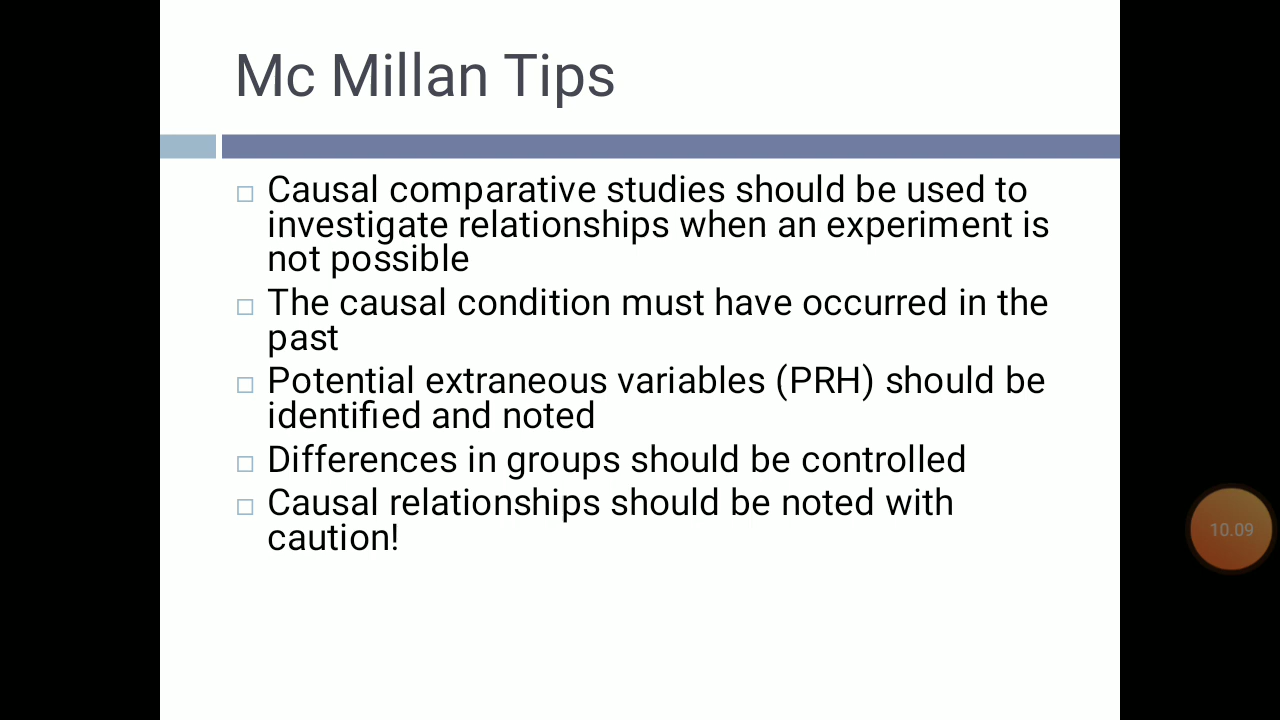 Mc Millan Tips
Causal comparative studies should be used to
investigate relationships when an experiment is
not possible
The causal condition must have occurred in the
past
Potential extraneous variables (PRH) should be
identified and noted
Differences in groups should be controlled
Causal relationships should be noted with
caution!
10.09